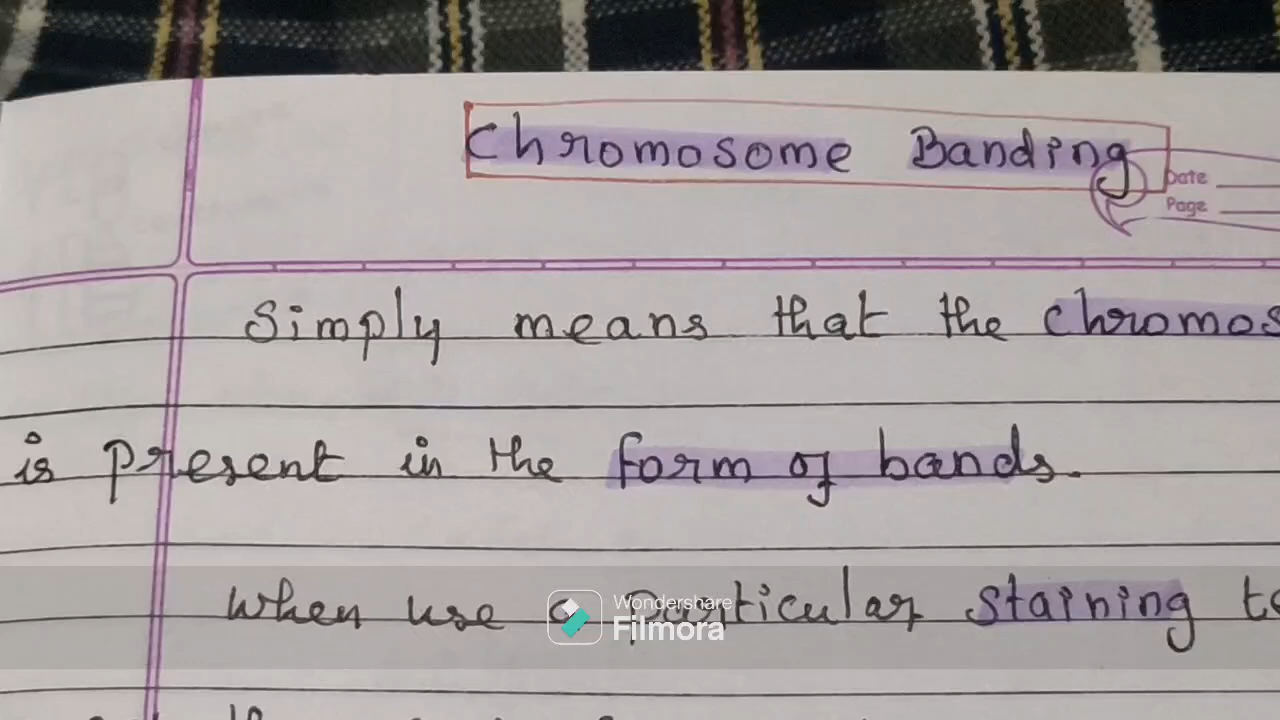 Chromosome Banding
Date
Page
Simply means that the chromos
is present in the form of bands.
When use a particular staining
Wondershare
Filmora